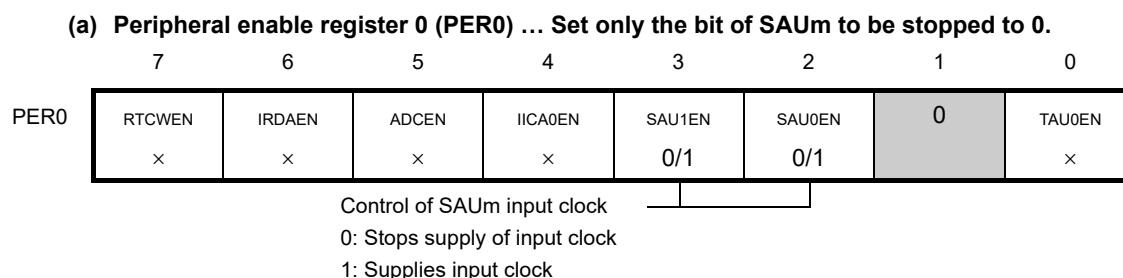 (a) Peripheral enable register 0 (PER0) … Set only the bit of SAUm to be stopped to 0.
7 6 5 4 3 2 1 0
PER0 RTCWEN IRDAEN ADCEN IICA0EN SAU1EN SAU0EN 0 TAU0EN
× × × × 0/1 0/1 ×
Control of SAUm input clock
0: Stops supply of input clock
1: Supplies input clock